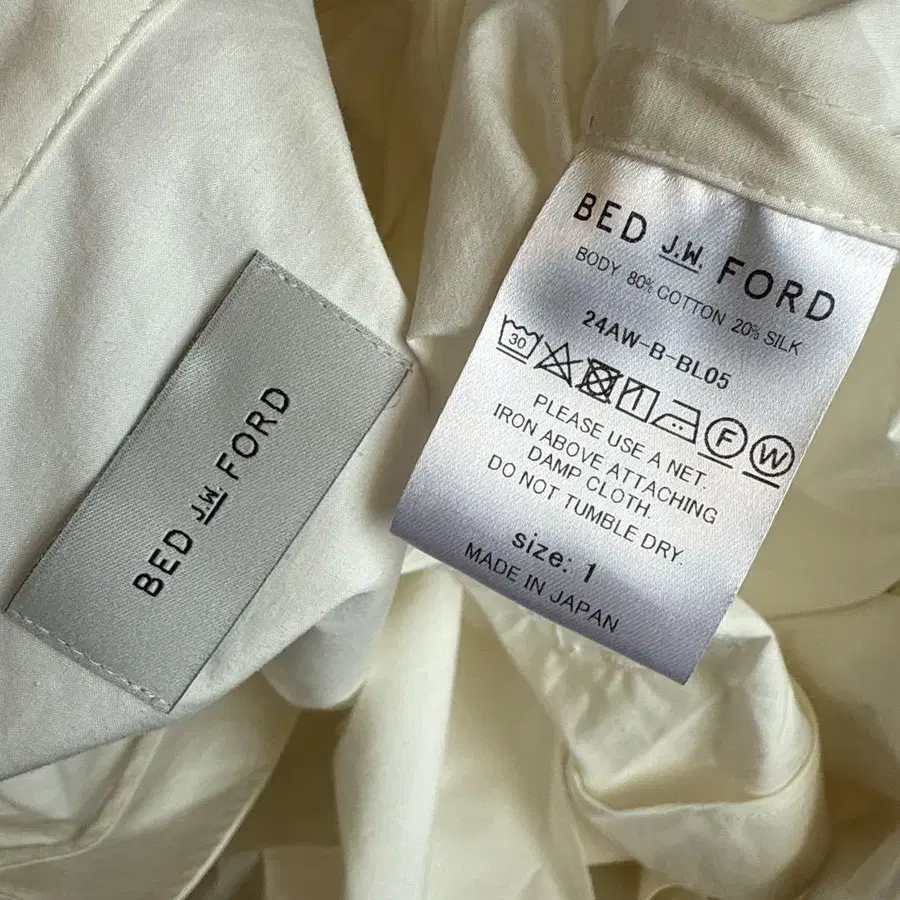 BED J.W. FORD
BED J.W. FORD
BODY 80% COTTON 20% SILK
24AW-B-BL05
30
F W
PLEASE USE A NET.
IRON ABOVE ATTACHING
DAMP CLOTH.
DO NOT TUMBLE DRY.
size: 1
MADE IN JAPAN